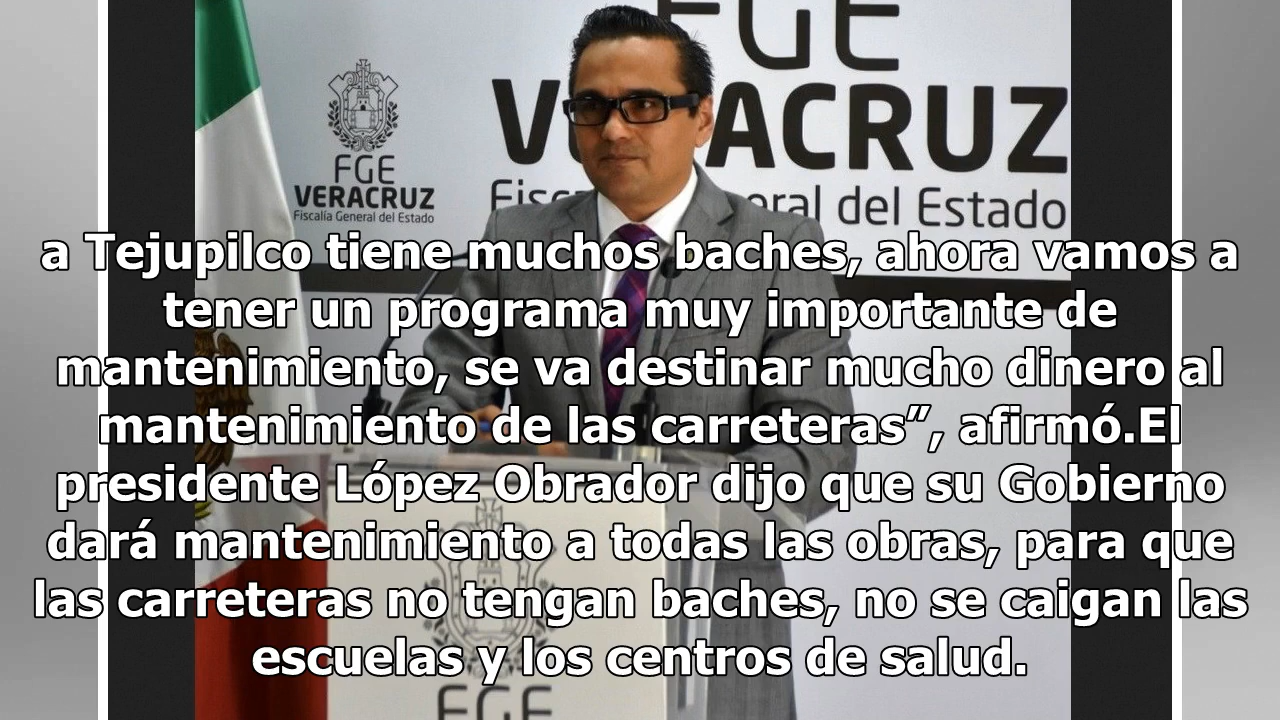 FGE
VERACRUZ
Fiscalía General del Estado
FGE
VERACRUZ
del Estado
a Tejupilco tiene muchos baches, ahora vamos a
tener un programa muy importante de
mantenimiento, se va destinar mucho dinero al
mantenimiento de las carreteras”, afirmó.El
presidente López Obrador dijo que su Gobierno
dará mantenimiento a todas las obras, para que
las carreteras no tengan baches, no se caigan las
escuelas y los centros de salud.
FGE